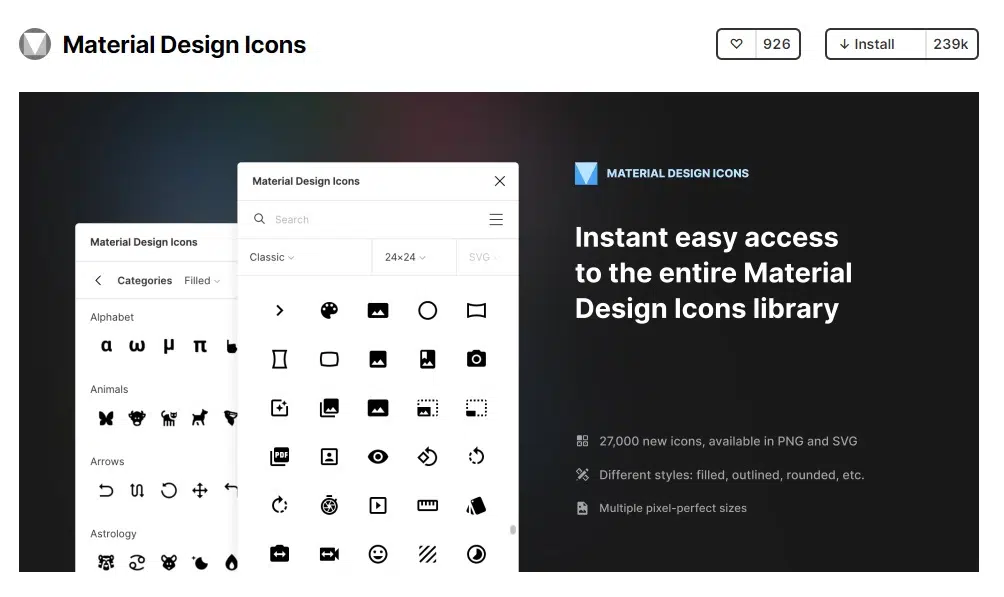 Material Design Icons
926
Install
239k
Material Design Icons
Categories
Filled
Alphabet
α ω μ π
Animals
Arrows
Astrology
Material Design Icons
Search
Classic
24×24
SVG
PDF
MATERIAL DESIGN ICONS
Instant easy access
to the entire Material
Design Icons library
27,000 new icons, available in PNG and SVG
Different styles: filled, outlined, rounded, etc.
Multiple pixel-perfect sizes